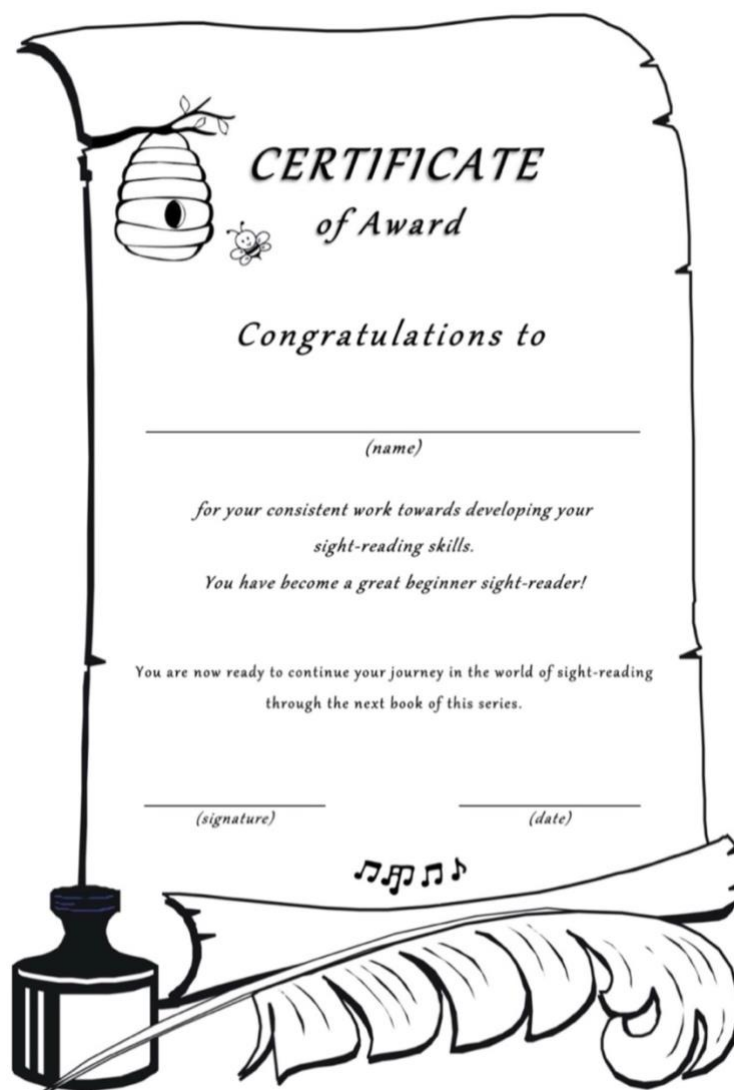 CERTIFICATE
of Award
Congratulations to
(name)
for your consistent work towards developing your
sight-reading skills.
You have become a great beginner sight-reader!
You are now ready to continue your journey in the world of sight-reading
through the next book of this series.
(signature) (date)